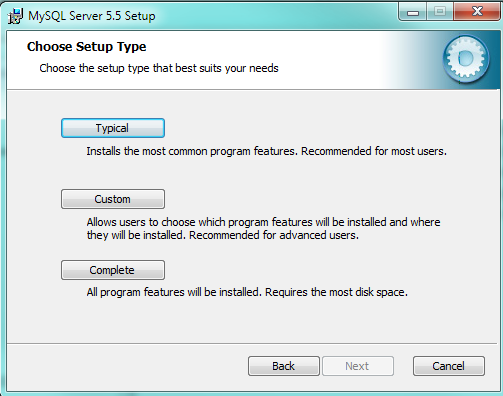 MySQL Server 5.5 Setup
Choose Setup Type
Choose the setup type that best suits your needs
Typical
Installs the most common program features. Recommended for most users.
Custom
Allows users to choose which program features will be installed and where
they will be installed. Recommended for advanced users.
Complete
All program features will be installed. Requires the most disk space.
Back
Next
Cancel